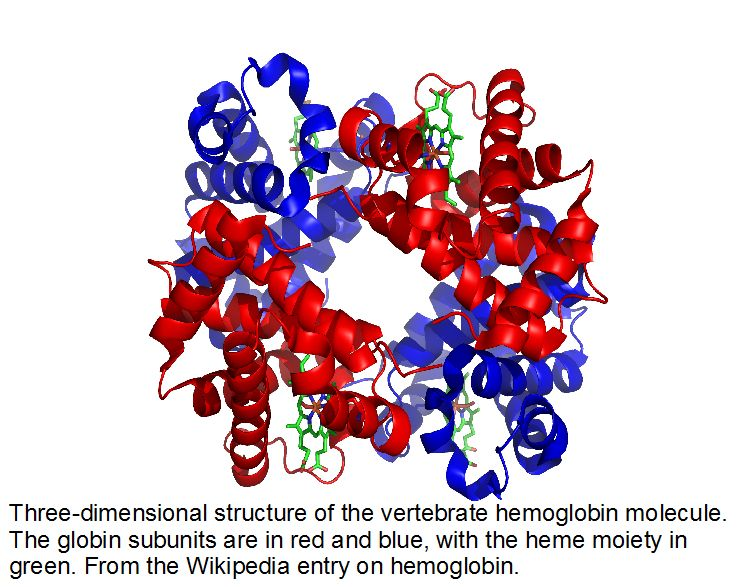 Three-dimensional structure of the vertebrate hemoglobin molecule.
The globin subunits are in red and blue, with the heme moiety in
green. From the Wikipedia entry on hemoglobin.